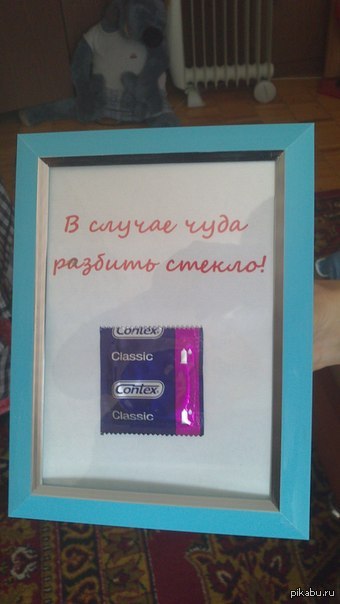 В случае чуда
разбить стекло!
Contex
Classic
Contex
Classic
pikabu.ru